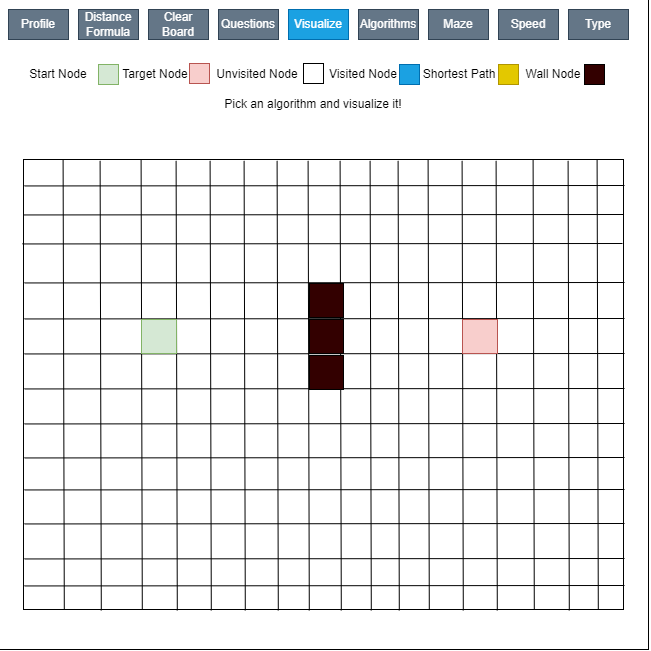 Profile
Distance
Formula
Clear
Board
Questions
Visualize
Algorithms
Maze
Speed
Type
Start Node
Target Node
Unvisited Node
Visited Node
Shortest Path
Wall Node
Pick an algorithm and visualize it!